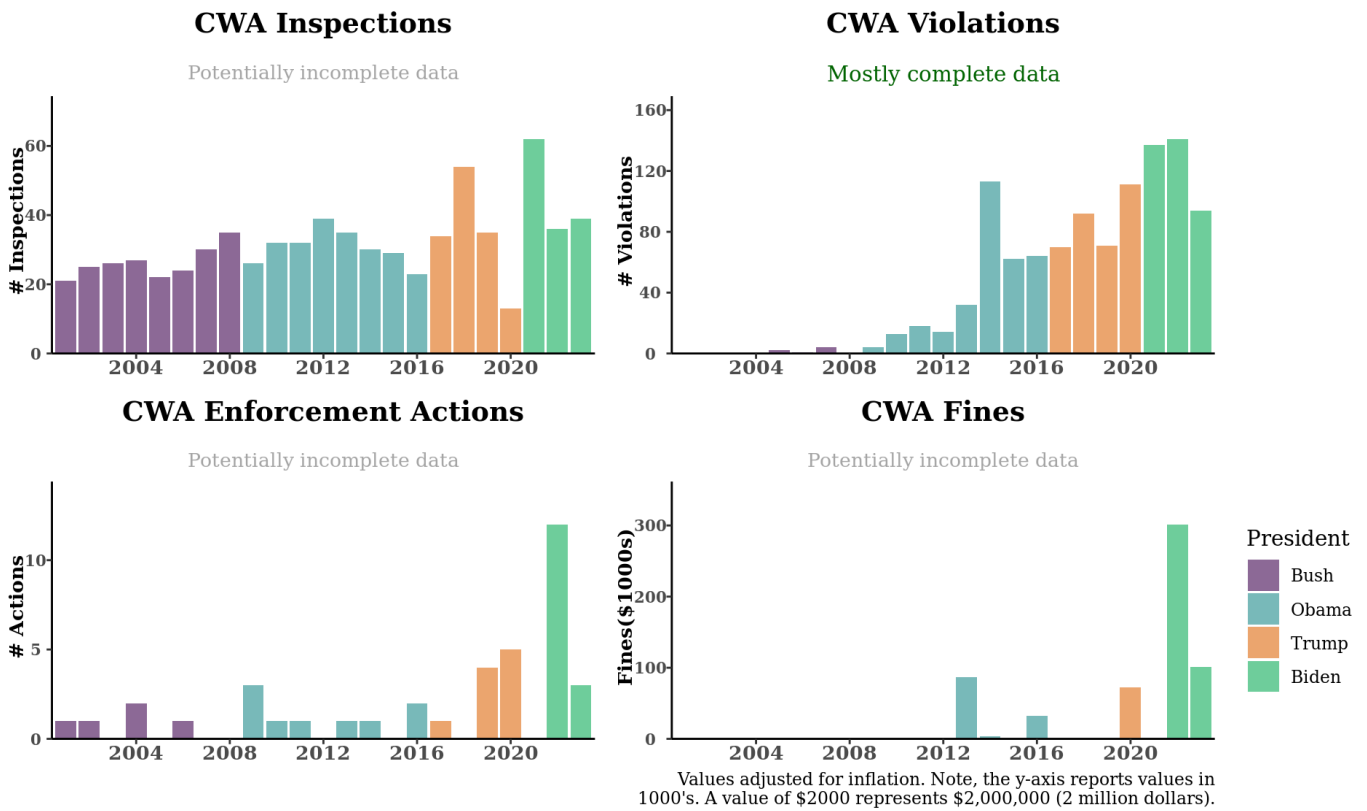 CWA Inspections
Potentially incomplete data
# Inspections
60
40
20
0
2004 2008 2012 2016 2020
CWA Violations
Mostly complete data
# Violations
160
120
80
40
0
2004 2008 2012 2016 2020
CWA Enforcement Actions
Potentially incomplete data
# Actions
10
5
0
2004 2008 2012 2016 2020
CWA Fines
Potentially incomplete data
Fines($1000s)
300
200
100
0
2004 2008 2012 2016 2020
President
Bush
Obama
Trump
Biden
Values adjusted for inflation. Note, the y-axis reports values in
1000's. A value of $2000 represents $2,000,000 (2 million dollars).